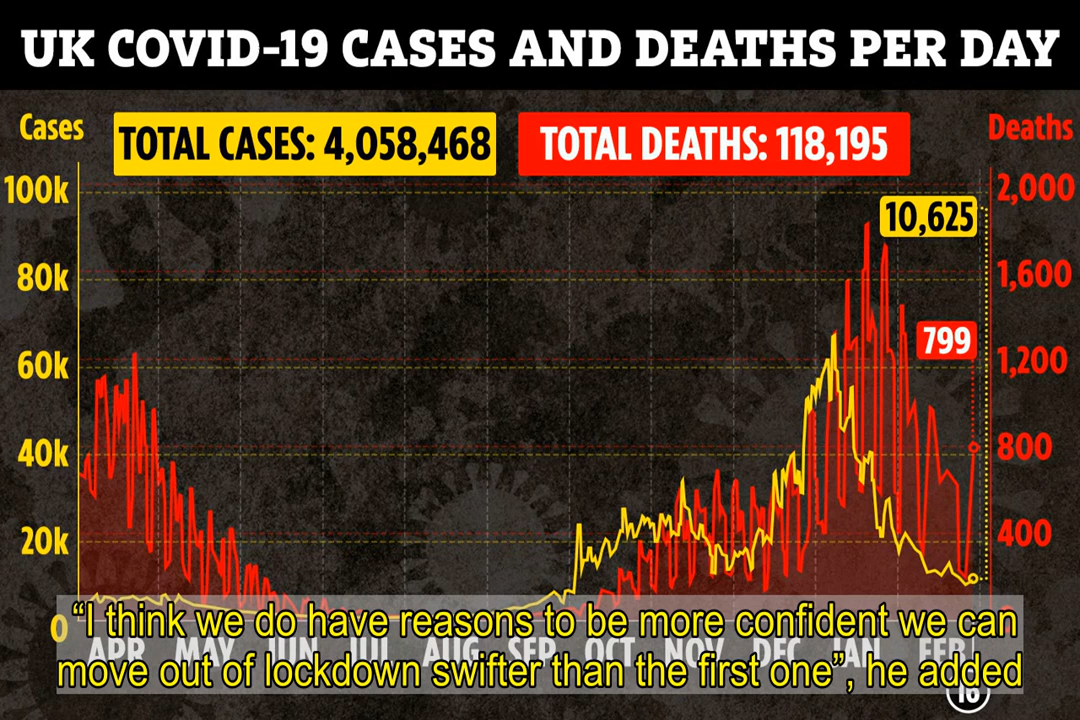 UK COVID-19 CASES AND DEATHS PER DAY
Cases
TOTAL CASES: 4,058,468
TOTAL DEATHS: 118,195
Deaths
100k
2,000
10,625
80k
1,600
799
60k
1,200
40k
800
20k
400
0
APR MAY JUN JUL AUG SEP OCT NOV DEC JAN FEB
16
“I think we do have reasons to be more confident we can
move out of lockdown swifter than the first one”, he added